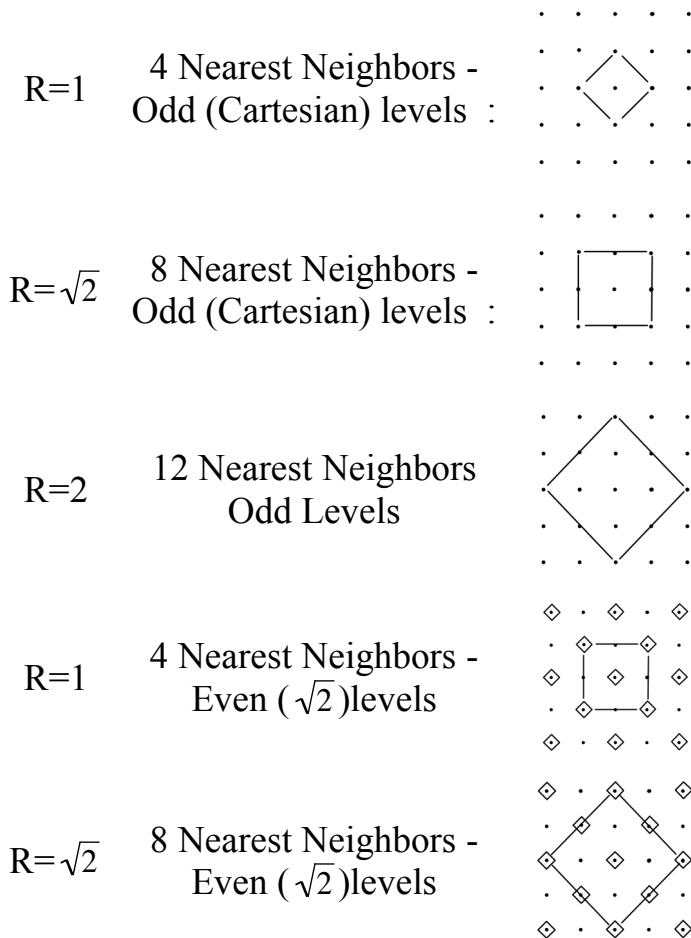 R=1
4 Nearest Neighbors -
Odd (Cartesian) levels :
R=√2
8 Nearest Neighbors -
Odd (Cartesian) levels :
R=2
12 Nearest Neighbors
Odd Levels
R=1
4 Nearest Neighbors -
Even (√2)levels
R=√2
8 Nearest Neighbors -
Even (√2)levels